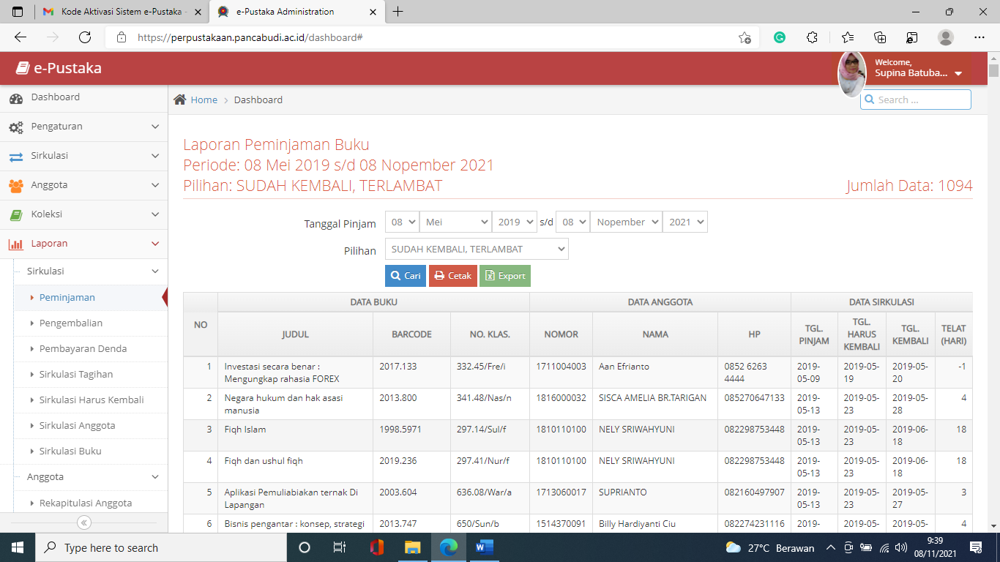 Kode Aktivasi Sistem e-Pustaka -
e-Pustaka Administration
https://perpustakaan.pancabudi.ac.id/dashboard#
e-Pustaka
Welcome,
Supina Batuba...
Dashboard
Pengaturan
Sirkulasi
Anggota
Koleksi
Laporan
Sirkulasi
Peminjaman
Pengembalian
Pembayaran Denda
Sirkulasi Tagihan
Sirkulasi Harus Kembali
Sirkulasi Anggota
Sirkulasi Buku
Anggota
Rekapitulasi Anggota
Home > Dashboard
Search ...
Laporan Peminjaman Buku
Periode: 08 Mei 2019 s/d 08 Nopember 2021
Pilihan: SUDAH KEMBALI, TERLAMBAT Jumlah Data: 1094
Tanggal Pinjam 08 Mei 2019 s/d 08 Nopember 2021
Pilihan SUDAH KEMBALI, TERLAMBAT
Cari Cetak Export
DATA BUKU DATA ANGGOTA DATA SIRKULASI
NO JUDUL BARCODE NO. KLAS. NOMOR NAMA HP TGL. PINJAM TGL. HARUS KEMBALI TGL. KEMBALI TELAT (HARI)
1 Investasi secara benar : 2017.133 332.45/Fre/i 1711004003 Aan Efrianto 0852 6263 2019- 2019-05- 2019-05- -1
Mengungkap rahasia FOREX 4444 05-09 19 20
2 Negara hukum dan hak asasi 2013.800 341.48/Nas/n 1816000032 SISCA AMELIA BR.TARIGAN 085270647133 2019- 2019-05- 2019-05- 4
manusia 05-13 23 28
3 Fiqh Islam 1998.5971 297.14/Sul/f 1810110100 NELY SRIWAHYUNI 082298753448 2019- 2019-05- 2019-06- 18
05-13 23 18
4 Fiqh dan ushul fiqh 2019.236 297.41/Nur/f 1810110100 NELY SRIWAHYUNI 082298753448 2019- 2019-05- 2019-06- 18
05-13 23 18
5 Aplikasi Pemuliabiakan ternak Di 2003.604 636.08/War/a 1713060017 SUPRIANTO 082160497907 2019- 2019-05- 2019-05- 3
Lapangan 05-13 23 27
6 Bisnis pengantar : konsep, strategi 2013.747 650/Sun/b 1514370091 Billy Hardiyanti Ciu 082274231116 2019- 2019-05- 2019-05- 4
Type here to search
27°C Berawan
9:39
08/11/2021